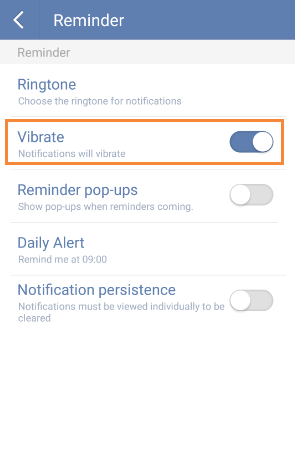 Reminder
Reminder
Ringtone
Choose the ringtone for notifications
Vibrate
Notifications will vibrate
Reminder pop-ups
Show pop-ups when reminders coming.
Daily Alert
Remind me at 09:00
Notification persistence
Notifications must be viewed individually to be
cleared